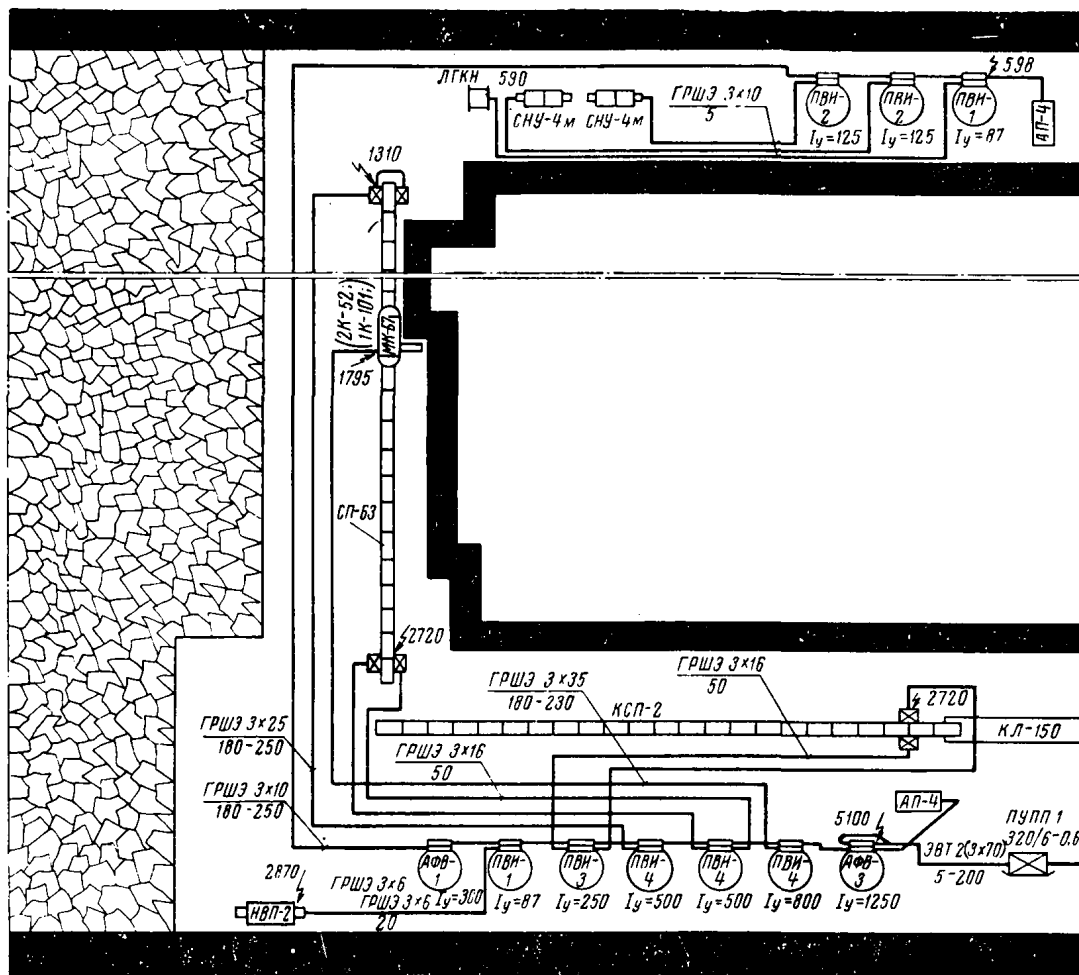 ЛГКН
590
598
ГРШЭ 3×10
5
СНУ-4м
СНУ-4м
ПВИ-2
ПВИ-2
ПВИ-1
АП-4
Iу=125
Iу=125
Iу=87
1310
(2К-52; 1К-101;)
МК-67
1795
СП-63
2720
ГРШЭ 3×16
50
ГРШЭ 3×35
180-230
2720
КСП-2
КЛ-150
ГРШЭ 3×25
180-250
ГРШЭ 3×16
50
ГРШЭ 3×10
180-250
АП-4
5100
ПУПП 1
320/6-0.6
ЭВТ 2(3×70)
5-200
АФВ-1
ПВИ-1
ПВИ-3
ПВИ-4
ПВИ-4
ПВИ-4
АФВ-3
2870
ГРШЭ 3×6
Iу=300
Iу=87
Iу=250
Iу=500
Iу=500
Iу=800
Iу=1250
НВП-2
ГРШЭ 3×6
20